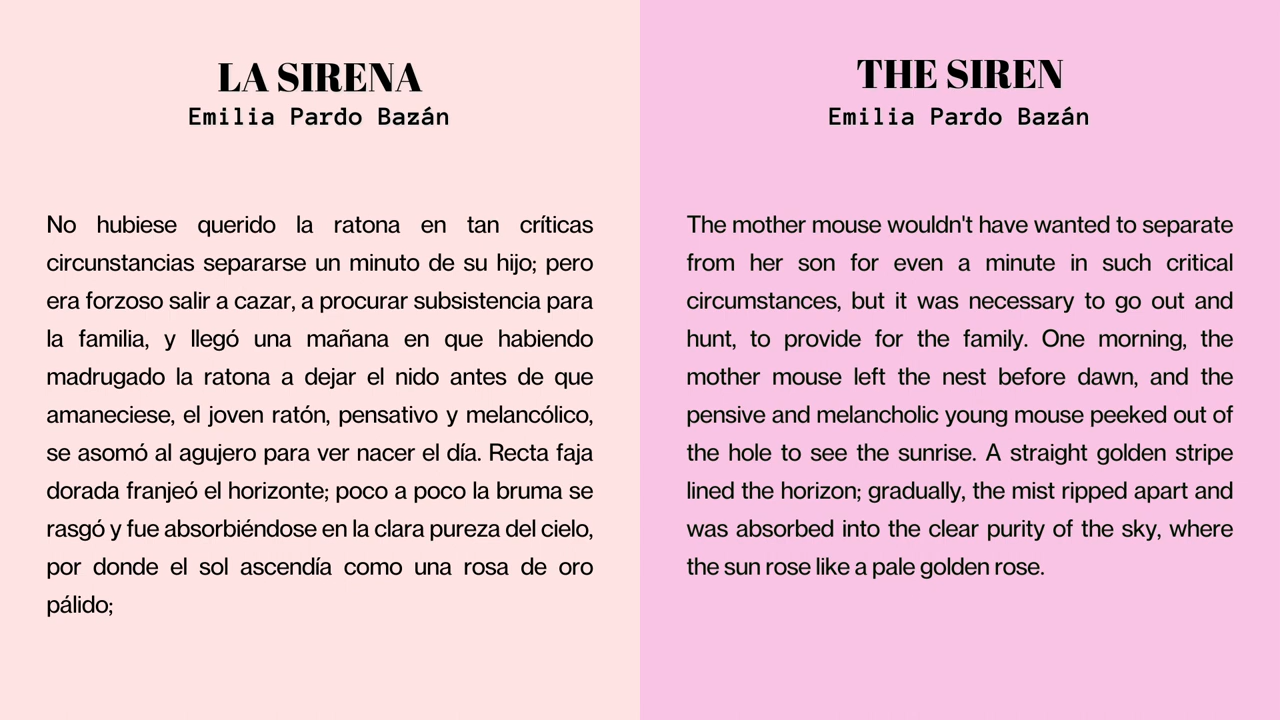 LA SIRENA
Emilia Pardo Bazán
No hubiese querido la ratona en tan críticas
circunstancias separarse un minuto de su hijo; pero
era forzoso salir a cazar, a procurar subsistencia para
la familia, y llegó una mañana en que habiendo
madrugado la ratona a dejar el nido antes de que
amaneciese, el joven ratón, pensativo y melancólico,
se asomó al agujero para ver nacer el día. Recta faja
dorada franjeó el horizonte; poco a poco la bruma se
rasgó y fue absorbiéndose en la clara pureza del cielo,
por donde el sol ascendía como una rosa de oro
pálido;
THE SIREN
Emilia Pardo Bazán
The mother mouse wouldn't have wanted to separate
from her son for even a minute in such critical
circumstances, but it was necessary to go out and
hunt, to provide for the family. One morning, the
mother mouse left the nest before dawn, and the
pensive and melancholic young mouse peeked out of
the hole to see the sunrise. A straight golden stripe
lined the horizon; gradually, the mist ripped apart and
was absorbed into the clear purity of the sky, where
the sun rose like a pale golden rose.